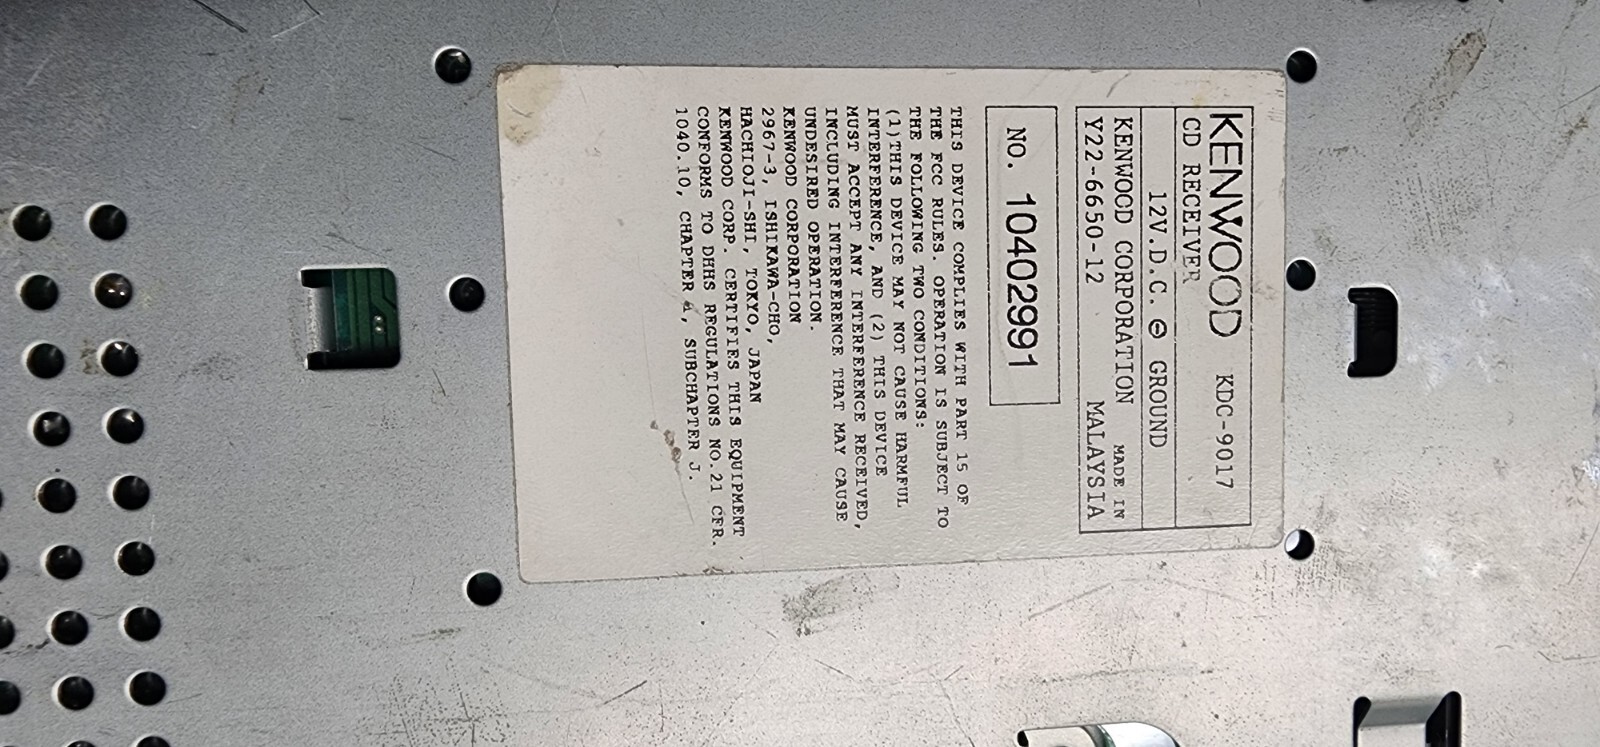 KENWOOD KDC-9017
CD RECEIVER
12V.D.C. ⊖ GROUND
KENWOOD CORPORATION MADE IN
Y22-6650-12 MALAYSIA
NO. 10402991
THIS DEVICE COMPLIES WITH PART 15 OF
THE FCC RULES. OPERATION IS SUBJECT TO
THE FOLLOWING TWO CONDITIONS:
(1)THIS DEVICE MAY NOT CAUSE HARMFUL
INTERFERENCE, AND (2) THIS DEVICE
MUST ACCEPT ANY INTERFERENCE RECEIVED,
INCLUDING INTERFERENCE THAT MAY CAUSE
UNDESIRED OPERATION.
KENWOOD CORPORATION
2967-3, ISHIKAWA-CHO,
HACHIOJI-SHI, TOKYO, JAPAN
KENWOOD CORP. CERTIFIES THIS EQUIPMENT
CONFORMS TO DHHS REGULATIONS NO.21 CFR.
1040.10, CHAPTER , SUBCHAPTER J.